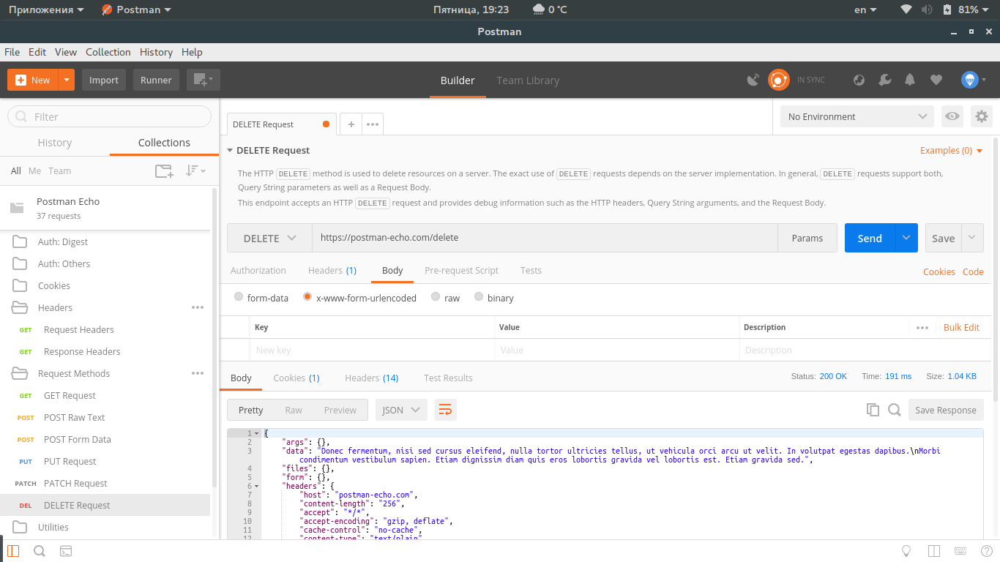 Приложения Postman Пятница, 19:23 0 °C en 81%
Postman
File Edit View Collection History Help
New Import Runner Builder Team Library IN SYNC
Filter
History Collections
All Me Team
Postman Echo
37 requests
Auth: Digest
Auth: Others
Cookies
Headers
GET Request Headers
GET Response Headers
Request Methods
GET GET Request
POST POST Raw Text
POST POST Form Data
PUT PUT Request
PATCH PATCH Request
DEL DELETE Request
Utilities
DELETE Request + ••• No Environment
DELETE Request Examples (0)
The HTTP DELETE method is used to delete resources on a server. The exact use of DELETE requests depends on the server implementation. In general, DELETE requests support both,
Query String parameters as well as a Request Body.
This endpoint accepts an HTTP DELETE request and provides debug information such as the HTTP headers, Query String arguments, and the Request Body.
DELETE https://postman-echo.com/delete Params Send Save
Authorization Headers (1) Body Pre-request Script Tests Cookies Code
form-data x-www-form-urlencoded raw binary
Key Value Description ••• Bulk Edit
New key Value Description
Body Cookies (1) Headers (14) Test Results Status: 200 OK Time: 191 ms Size: 1.04 KB
Pretty Raw Preview JSON Save Response
1 {
2 "args": {},
3 "data": "Donec fermentum, nisi sed cursus eleifend, nulla tortor ultricies tellus, ut vehicula orci arcu ut velit. In volutpat egestas dapibus.\nMorbi
condimentum vestibulum sapien. Etiam dignissim diam quis eros lobortis gravida vel lobortis est. Etiam gravida sed.",
4 "files": {},
5 "form": {},
6 "headers": {
7 "host": "postman-echo.com",
8 "content-length": "256",
9 "accept": "*/*",
10 "accept-encoding": "gzip, deflate",
11 "cache-control": "no-cache",
12 "content-type": "text/plain"